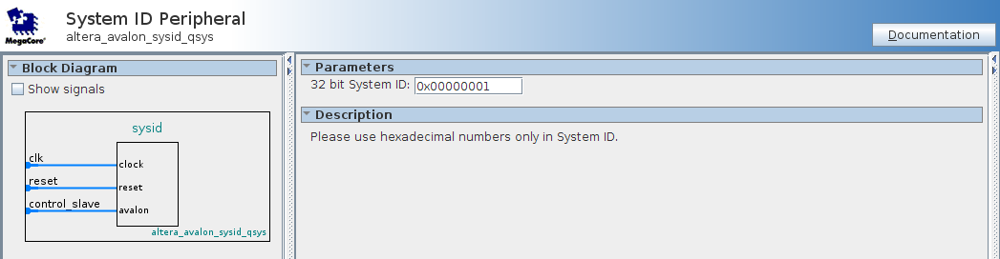 System ID Peripheral
MegaCore
altera_avalon_sysid_qsys
Documentation
Block Diagram
Show signals
sysid
clk
clock
reset
reset
control_slave
avalon
altera_avalon_sysid_qsys
Parameters
32 bit System ID: 0x00000001
Description
Please use hexadecimal numbers only in System ID.